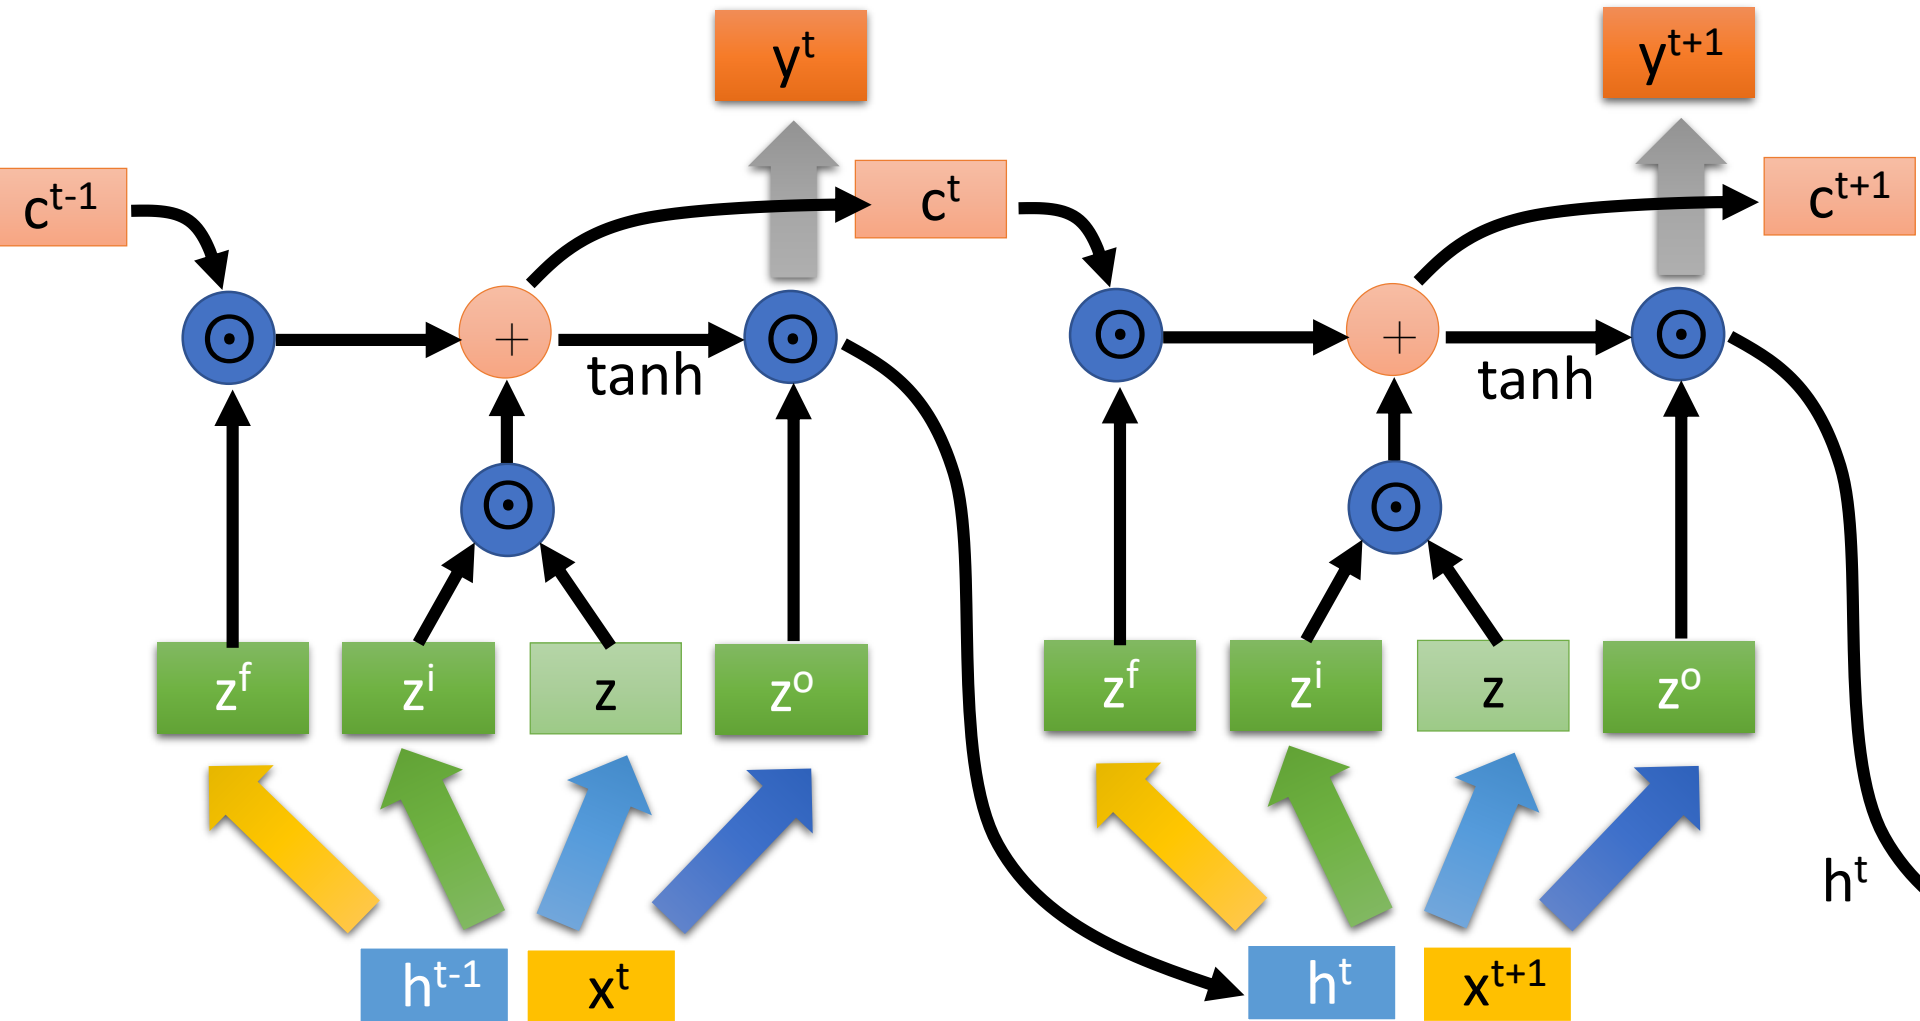 y^t
y^t+1
c^t-1
c^t
c^t+1
⊙
+
tanh
⊙
⊙
+
tanh
⊙
⊙
⊙
z^f
z^i
z
z^o
z^f
z^i
z
z^o
h^t
h^t-1
x^t
h^t
x^t+1